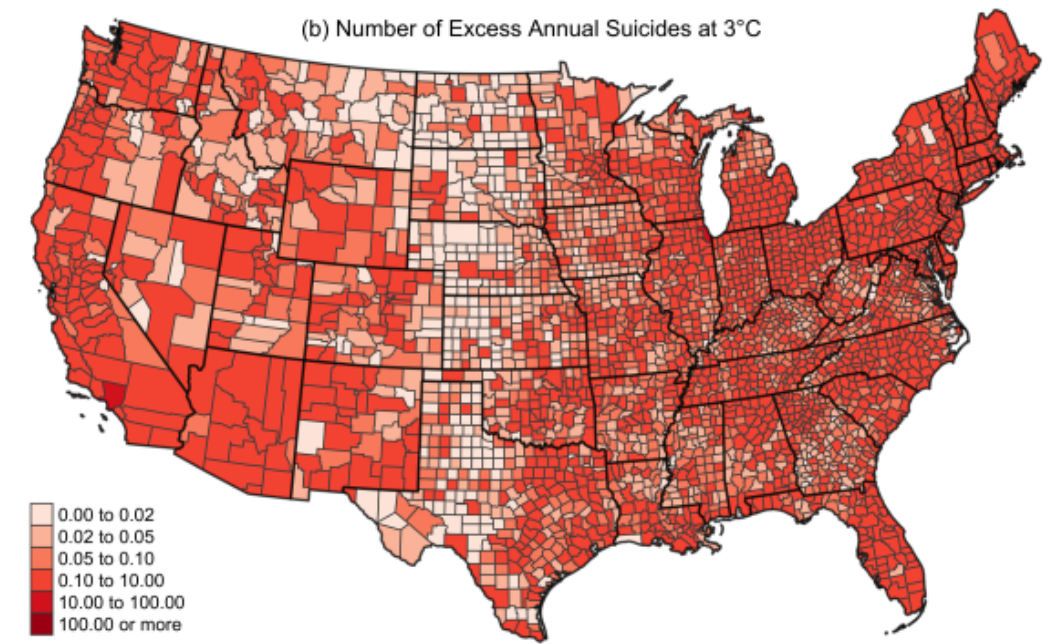 (b) Number of Excess Annual Suicides at 3°C
0.00 to 0.02
0.02 to 0.05
0.05 to 0.10
0.10 to 10.00
10.00 to 100.00
100.00 or more